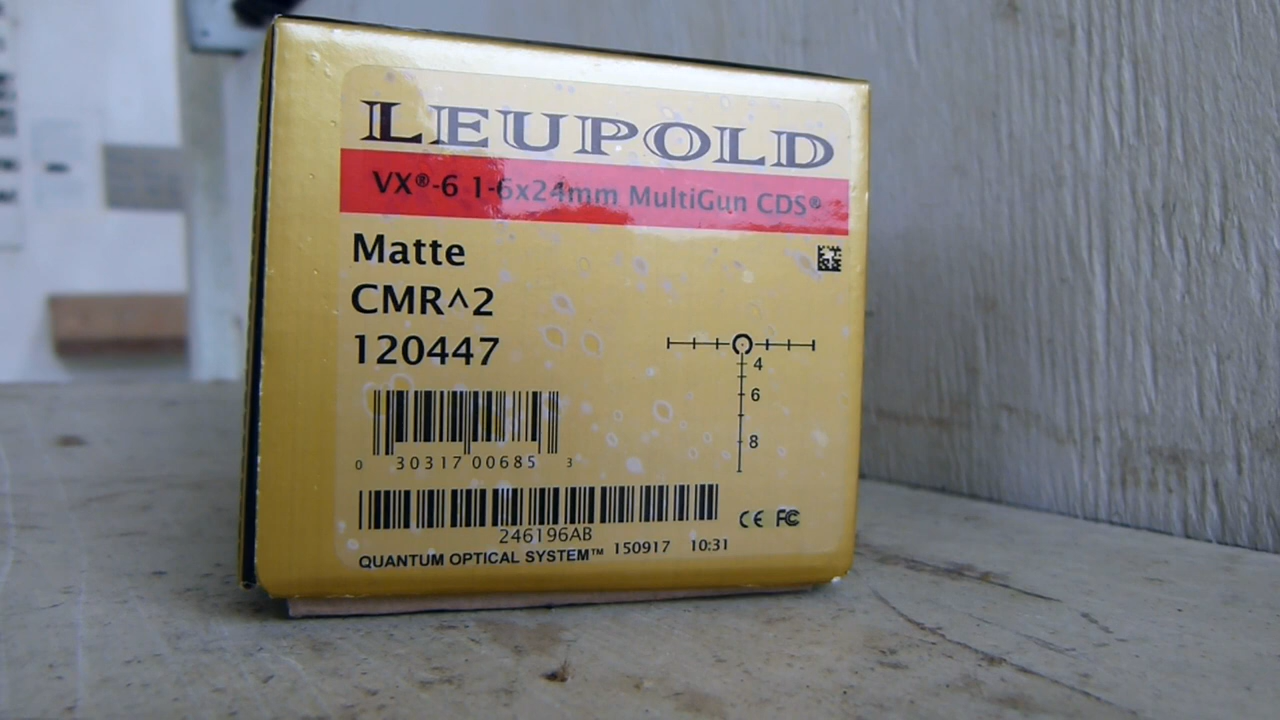 LEUPOLD
VX®-6 1-6x24mm MultiGun CDS®
Matte
CMR^2
120447
4
6
8
0 30317 00685 3
246196AB
CE FC
QUANTUM OPTICAL SYSTEM™ 150917 10:31